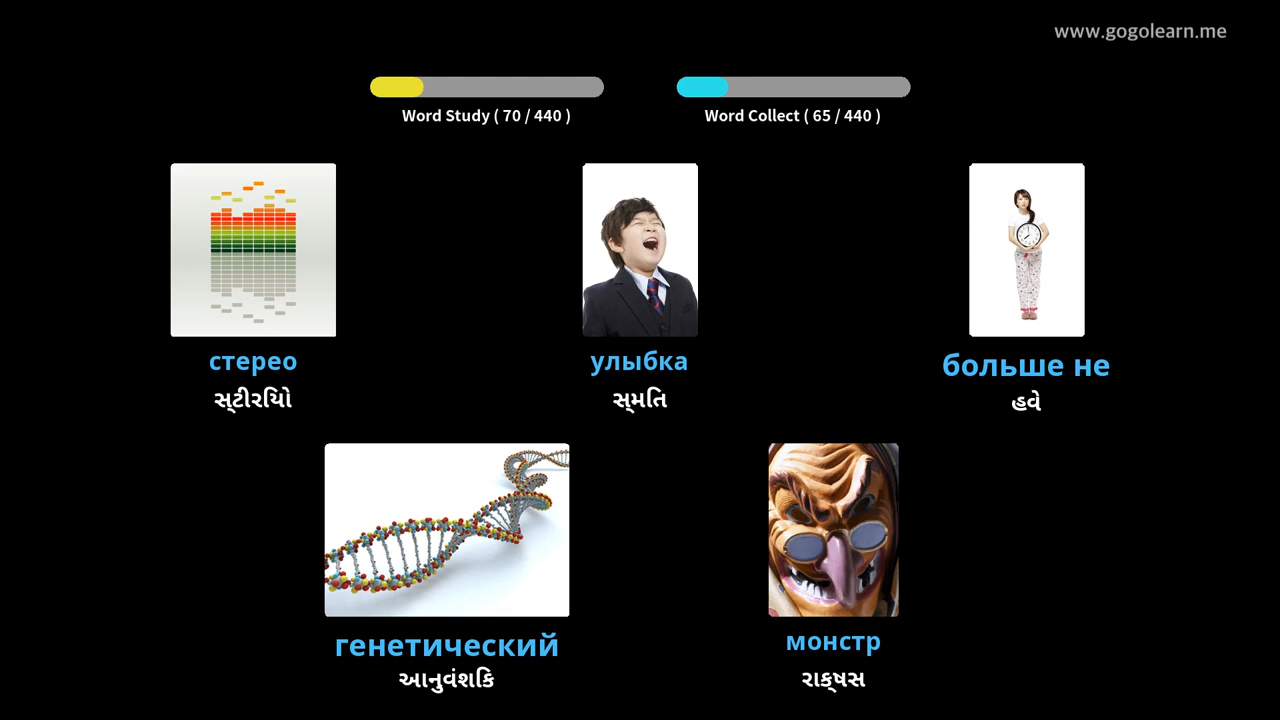 www.gogolearn.me
Word Study ( 70 / 440 )
Word Collect ( 65 / 440 )
стерео
સ્ટીરિયો
улыбка
સ્મિત
больше не
હવે
генетический
આનુવંશિક
монстр
રાક્ષસ